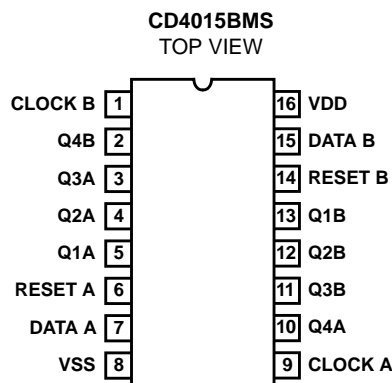 CD4015BMS
TOP VIEW
CLOCK B 1 16 VDD
Q4B 2 15 DATA B
Q3A 3 14 RESET B
Q2A 4 13 Q1B
Q1A 5 12 Q2B
RESET A 6 11 Q3B
DATA A 7 10 Q4A
VSS 8 9 CLOCK A